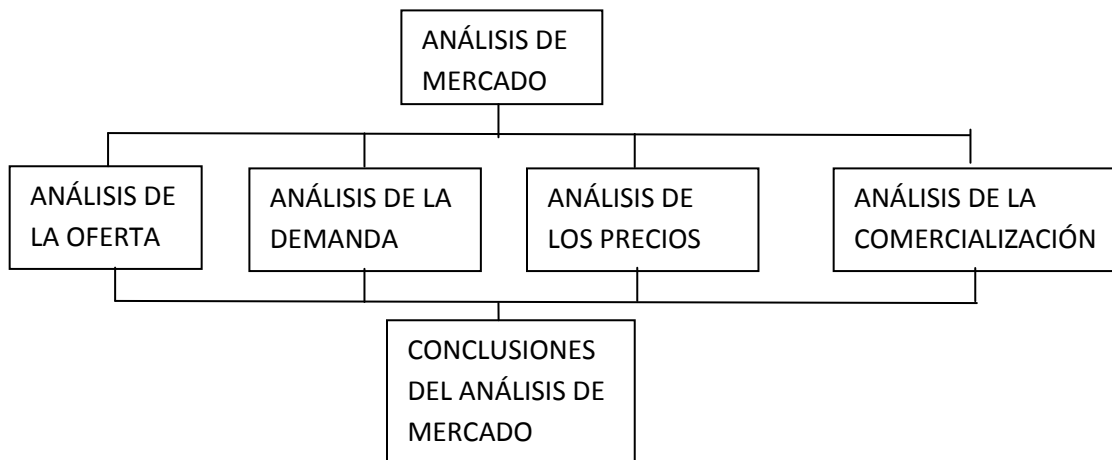 ANÁLISIS DE
MERCADO
ANÁLISIS DE
LA OFERTA
ANÁLISIS DE LA
DEMANDA
ANÁLISIS DE
LOS PRECIOS
ANÁLISIS DE LA
COMERCIALIZACIÓN
CONCLUSIONES
DEL ANÁLISIS DE
MERCADO